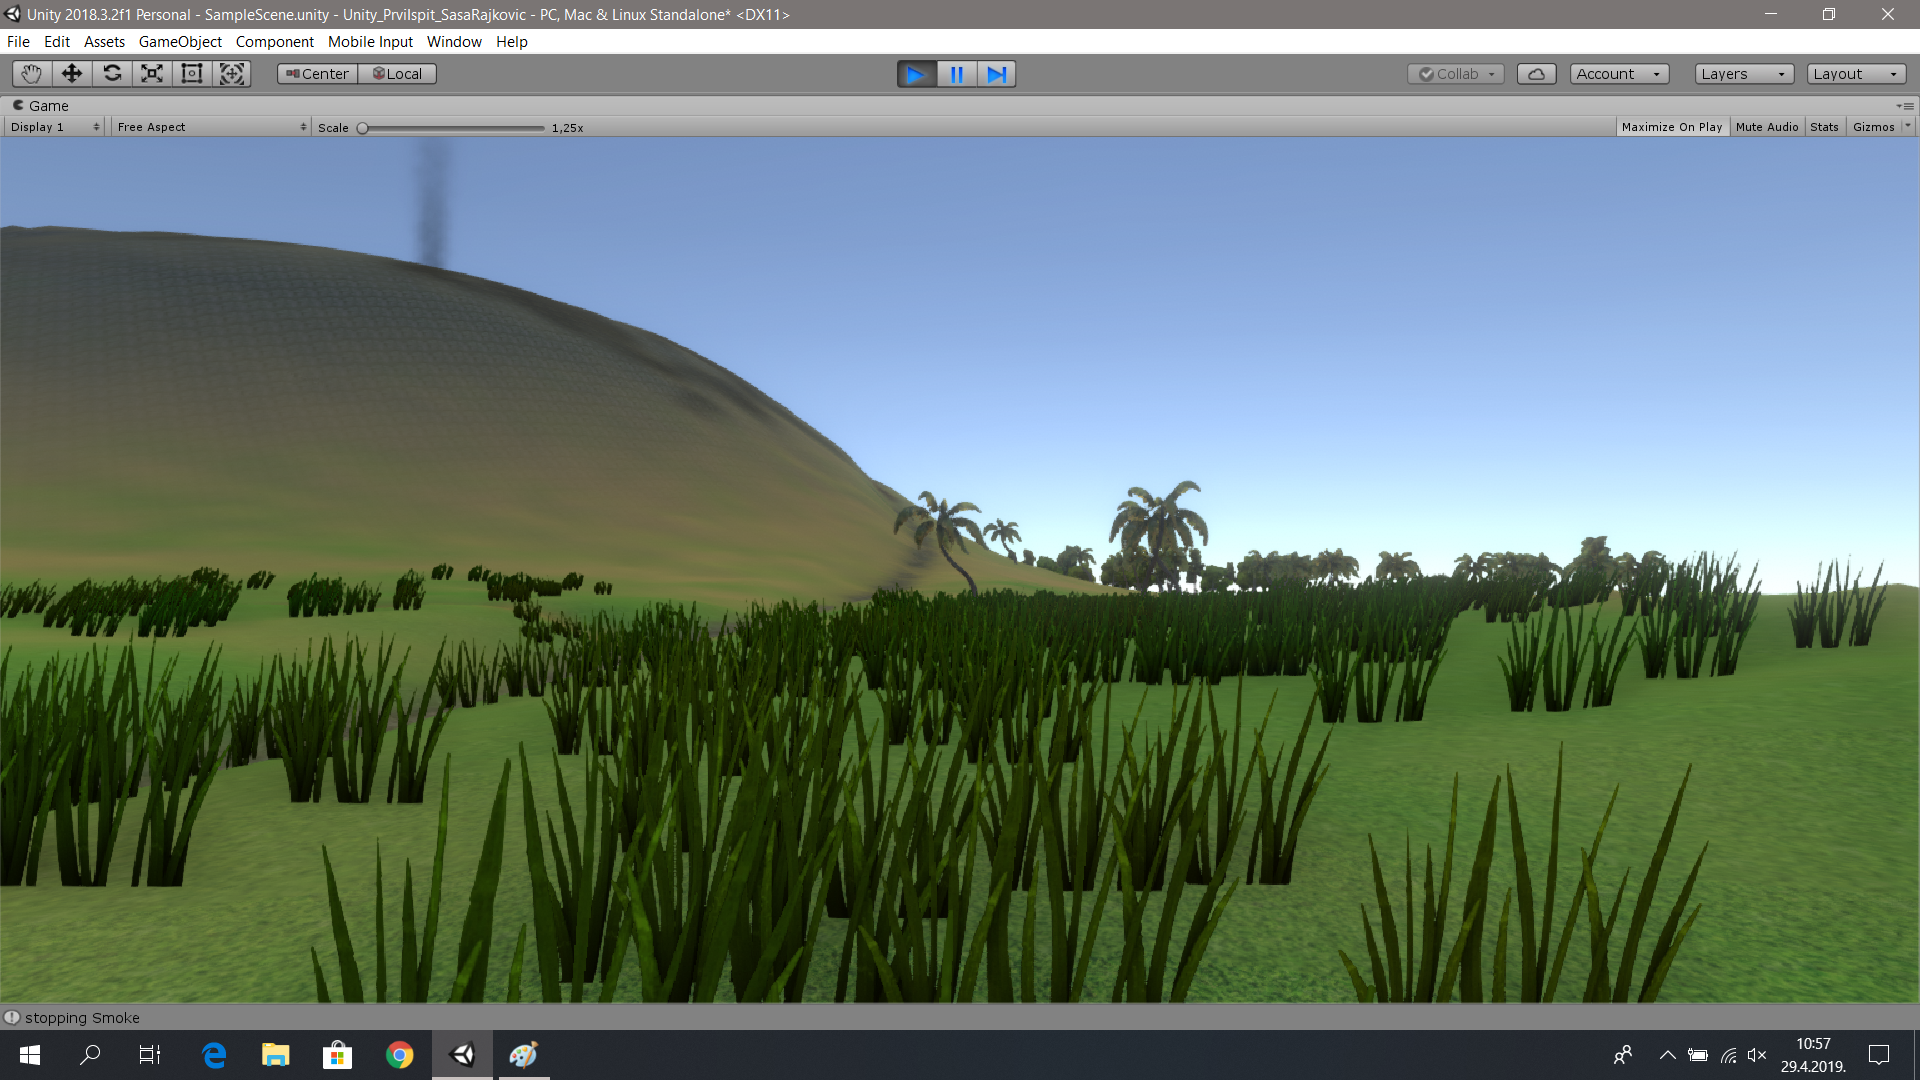 Unity 2018.3.2f1 Personal - SampleScene.unity - Unity_PrviIspit_SasaRajkovic - PC, Mac & Linux Standalone* <DX11>
File Edit Assets GameObject Component Mobile Input Window Help
Center Local Collab Account Layers Layout
Game
Display 1 Free Aspect Scale 1,25x Maximize On Play Mute Audio Stats Gizmos
stopping Smoke
10:57
29.4.2019.